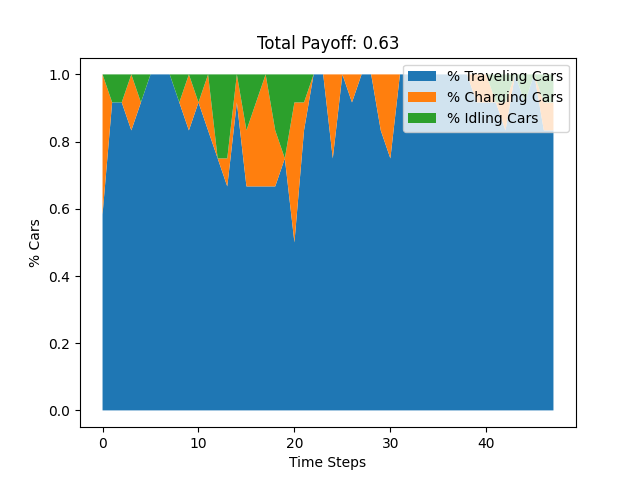 Total Payoff: 0.63
% Traveling Cars
% Charging Cars
% Idling Cars
1.0
0.8
0.6
0.4
0.2
0.0
% Cars
0
10
20
30
40
Time Steps